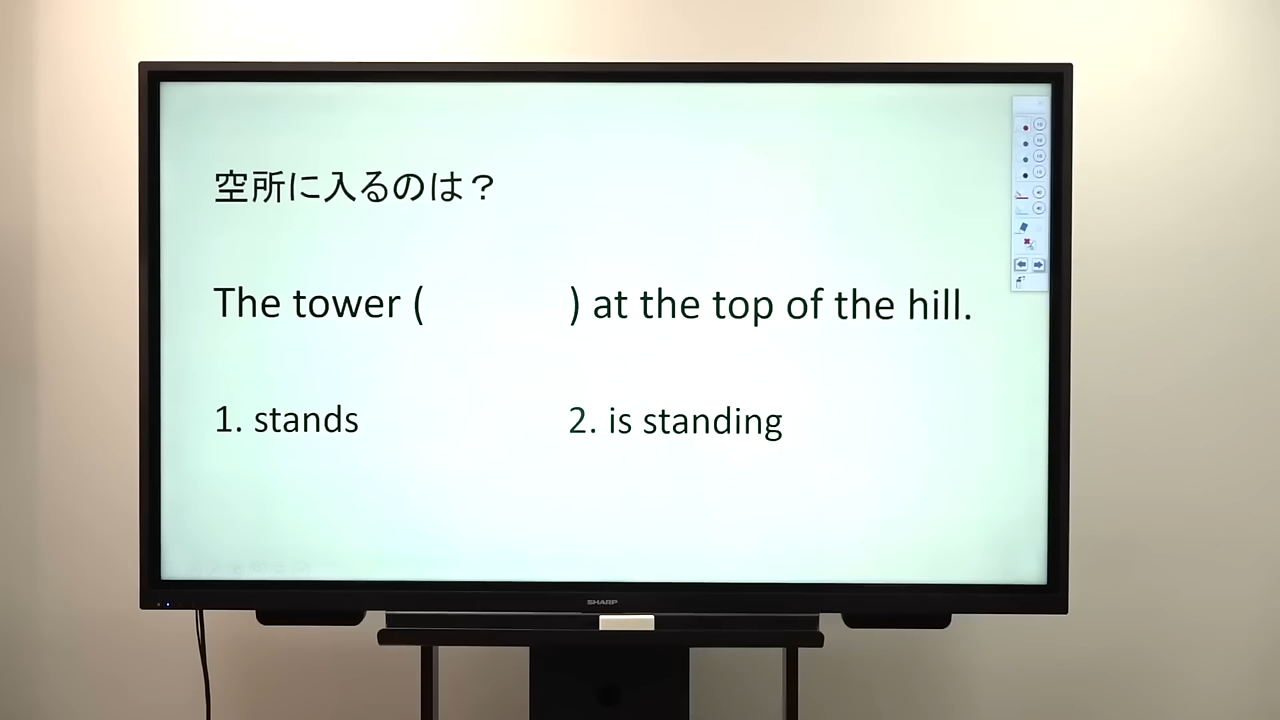 空所に入るのは？
The tower (　　　) at the top of the hill.
1. stands　　　2. is standing
SHARP